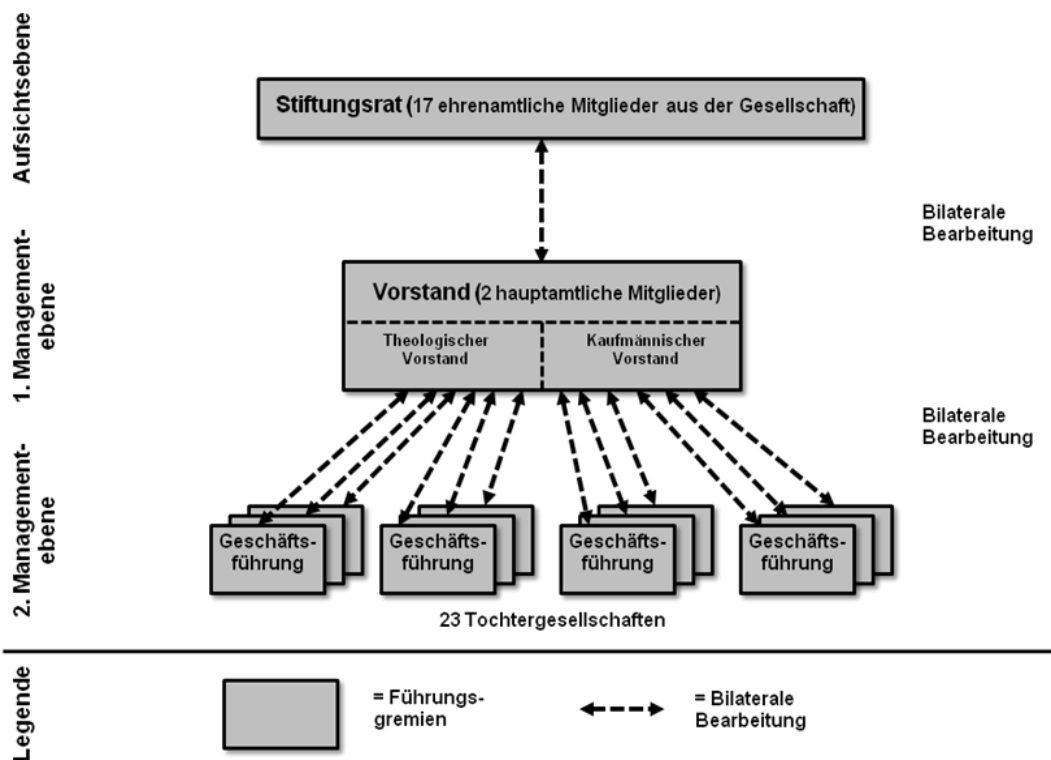 Aufsichtsebene
Stiftungsrat (17 ehrenamtliche Mitglieder aus der Gesellschaft)
Bilaterale
Bearbeitung
1. Management-
ebene
Vorstand (2 hauptamtliche Mitglieder)
Theologischer
Vorstand
Kaufmännischer
Vorstand
Bilaterale
Bearbeitung
2. Management-
ebene
Geschäfts-
führung
Geschäfts-
führung
Geschäfts-
führung
Geschäfts-
führung
23 Tochtergesellschaften
Legende
= Führungs-
gremien
= Bilaterale
Bearbeitung